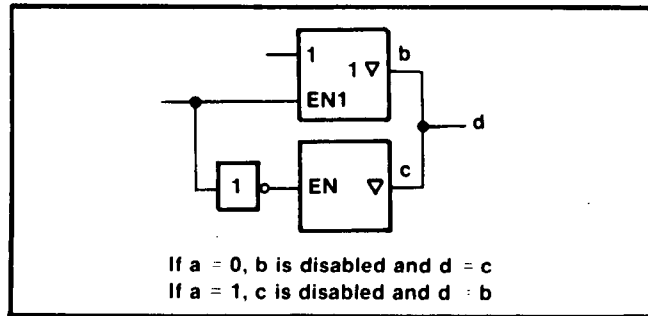 1
1 ▽
b
EN1
d
c
1
EN
▽
If a = 0, b is disabled and d = c
If a = 1, c is disabled and d = b